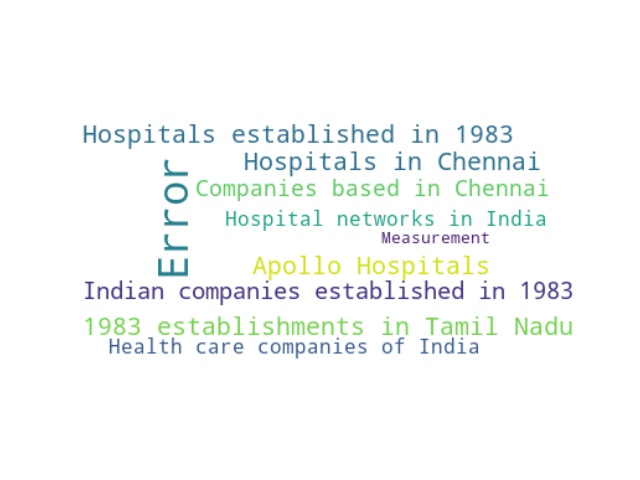 Hospitals established in 1983
Hospitals in Chennai
Error
Companies based in Chennai
Hospital networks in India
Measurement
Apollo Hospitals
Indian companies established in 1983
1983 establishments in Tamil Nadu
Health care companies of India